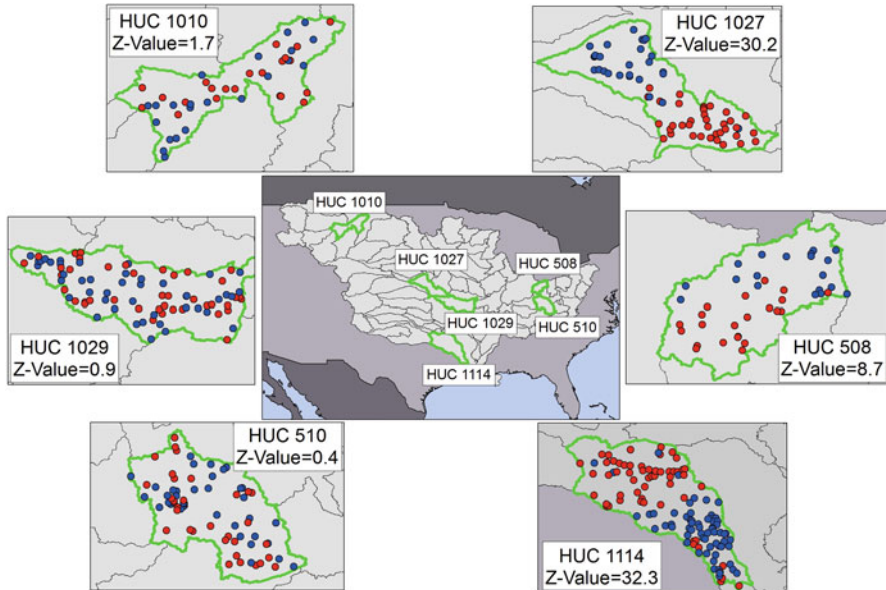 HUC 1010
Z-Value=1.7
HUC 1027
Z-Value=30.2
HUC 1010
HUC 1027
HUC 508
HUC 1029
HUC 510
HUC 1114
HUC 1029
Z-Value=0.9
HUC 508
Z-Value=8.7
HUC 510
Z-Value=0.4
HUC 1114
Z-Value=32.3